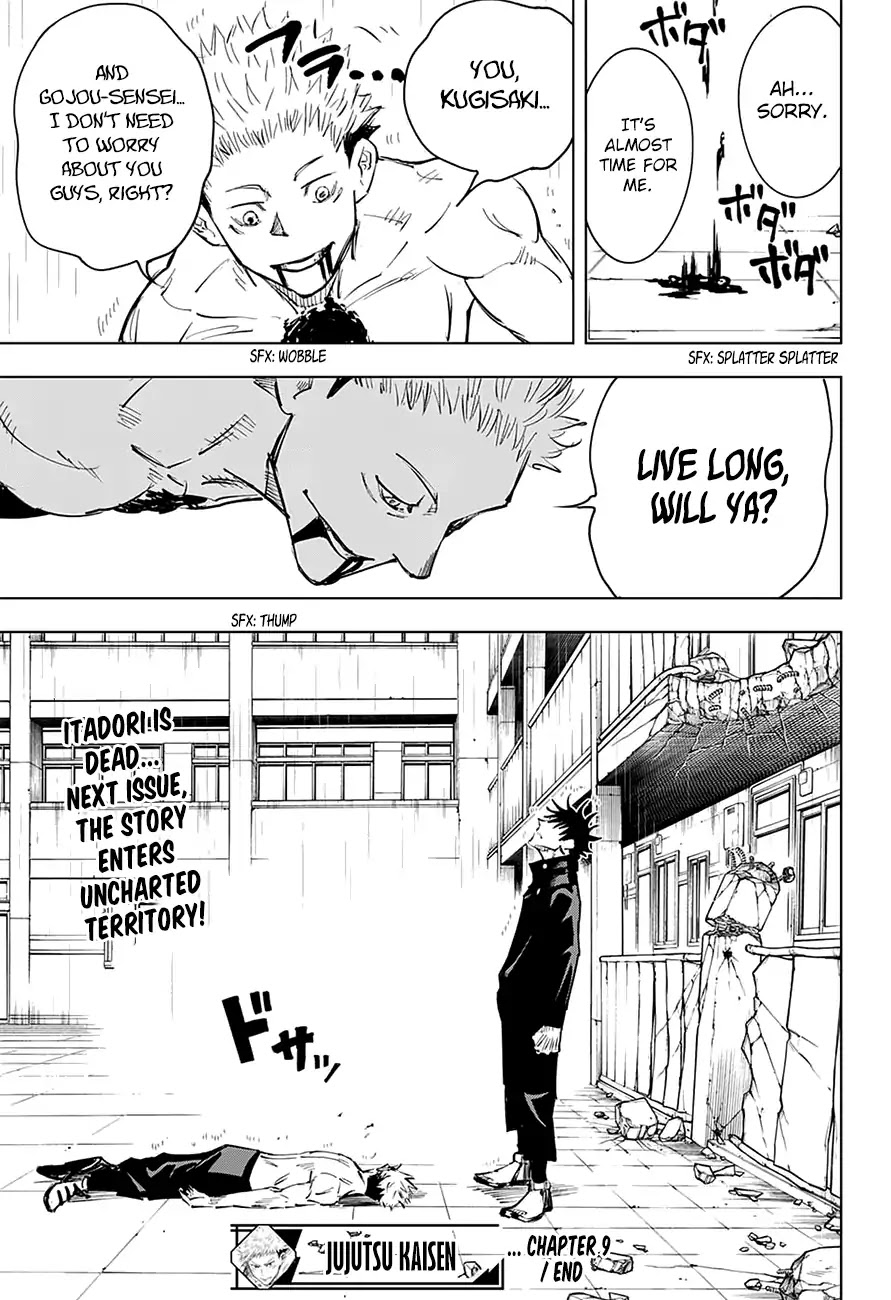 AH...
SORRY.
IT'S
ALMOST
TIME FOR
ME.
ボダ
ボダ
ボダ
SFX: SPLATTER SPLATTER
YOU,
KUGISAKI...
AND
GOJOU-SENSEI...
I DON'T NEED
TO WORRY
ABOUT YOU
GUYS, RIGHT?
SFX: WOBBLE
LIVE LONG,
WILL YA?
SFX: THUMP
ITADORI IS
DEAD...
NEXT ISSUE,
THE STORY
ENTERS
UNCHARTED
TERRITORY!
ドサッ
JUJUTSU KAISEN
... CHAPTER 9
/ END